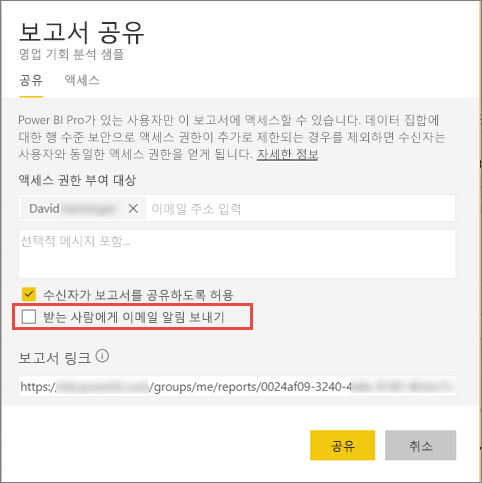 보고서 공유
영업 기회 분석 샘플
공유 액세스
Power BI Pro가 있는 사용자만 이 보고서에 액세스할 수 있습니다. 데이터 집합에
대한 행 수준 보안으로 액세스 권한이 추가로 제한되는 경우를 제외하면 수신자는
사용자와 동일한 액세스 권한을 얻게 됩니다. 자세한 정보
액세스 권한 부여 대상
David 이메일 주소 입력
선택적 메시지 포함...
수신자가 보고서를 공유하도록 허용
받는 사람에게 이메일 알림 보내기
보고서 링크
https:/ /groups/me/reports/0024af09-3240-4
공유 취소